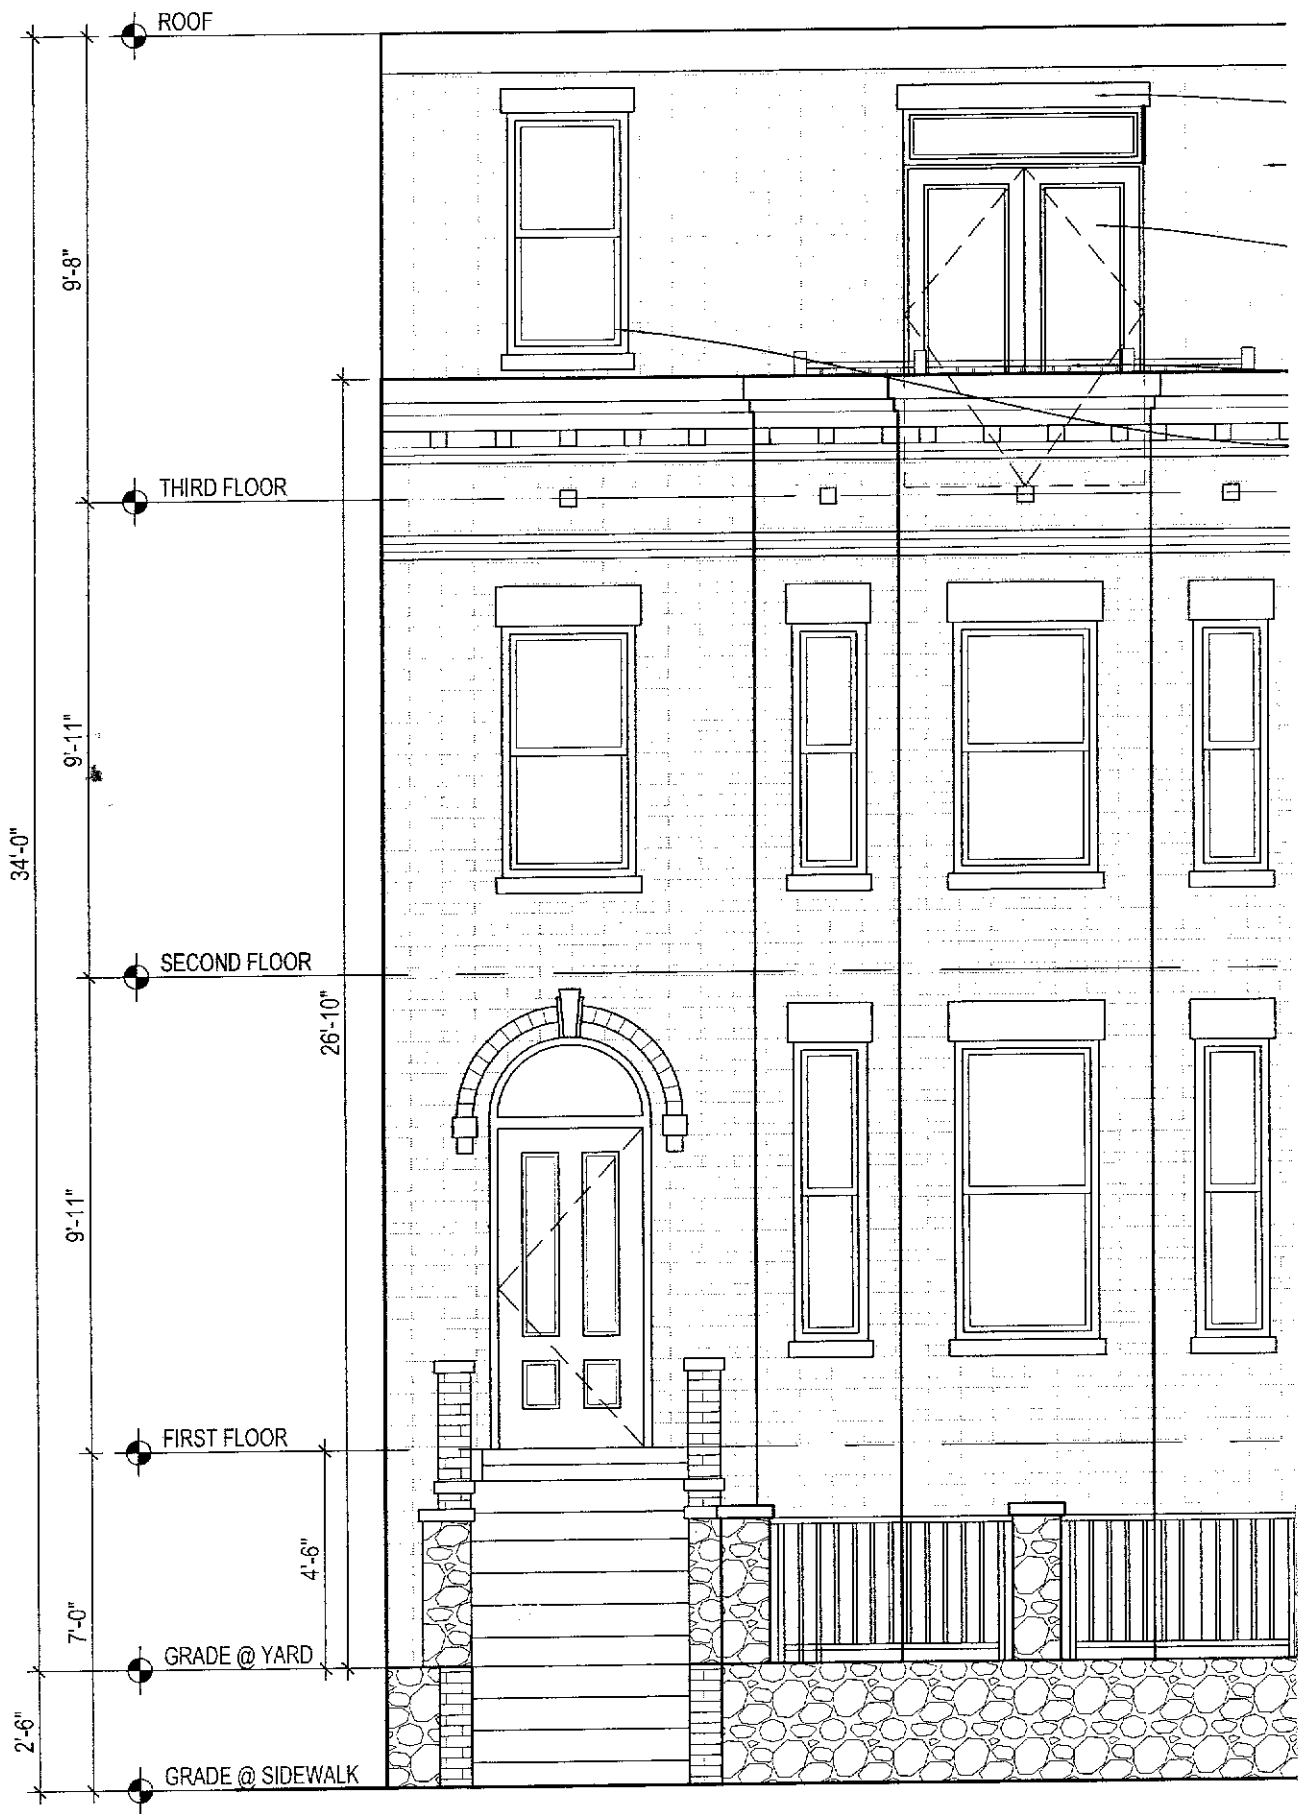 ROOF
9'-8"
THIRD FLOOR
9'-11"
34'-0"
SECOND FLOOR
26'-10"
9'-11"
FIRST FLOOR
4'-6"
7'-0"
GRADE @ YARD
2'-6"
GRADE @ SIDEWALK